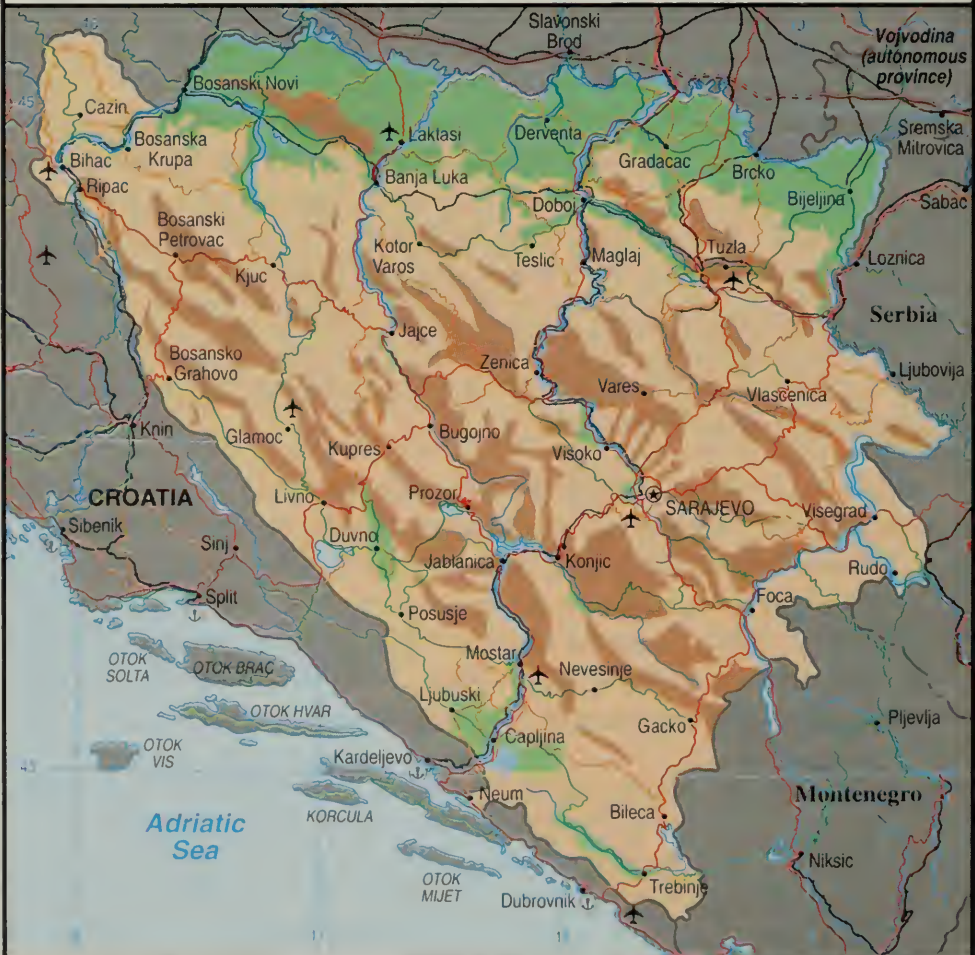 Slavonski
Brod
Vojvodina
(autonomous
province)
45
Bosanski Novi
Cazin
Laktasi
Derventa
Sremska
Mitrovica
Bosanska
Krupa
Gradacac
Brcko
Bihac
Banja Luka
Ripac
Bijeljina
Sabac
Doboj
Bosanski
Petrovac
Kotor
Varos
Teslic
Maglaj
Tuzla
Kjuc
Loznica
Serbia
Jajce
Bosansko
Grahovo
Zenica
Vares
Vlascenica
Ljubovija
Knin
Glamoc
Kupres
Bugojno
Visoko
CROATIA
Livno
Prozor
SARAJEVO
Visegrad
Sibenik
Sinj
Duvno
Jablanica
Konjic
Rudo
Split
Foca
Posusje
OTOK
SOLTA
OTOK BRAC
Mostar
Nevesinje
Ljubuski
OTOK HVAR
Gacko
Pljevlja
OTOK
VIS
Capljina
Kardeljevo
43
Neum
KORCULA
Montenegro
Bileca
Adriatic
Sea
Niksic
OTOK
MIJET
Trebinje
Dubrovnik